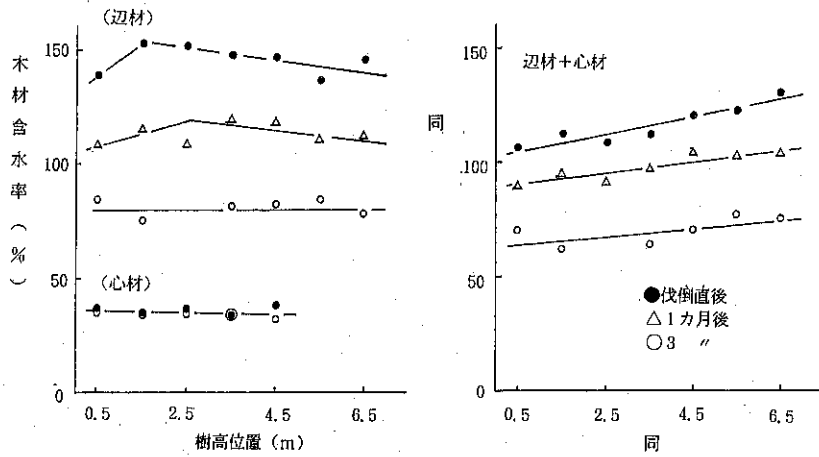 (辺材)
150
100
50
0
木材含水率(%)
(心材)
0.5 2.5 4.5 6.5
樹高位置(m)
150
辺材+心材
同
100
50
0
●伐倒直後
△1カ月後
○3 〃
0.5 2.5 4.5 6.5
同